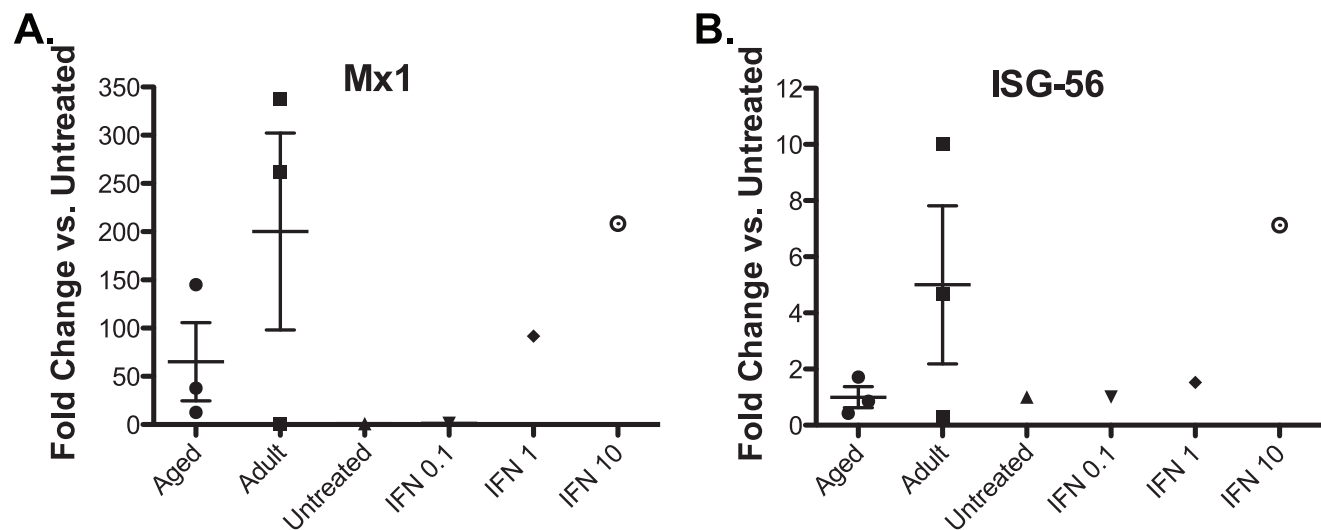 A.
Mx1
Fold Change vs. Untreated
350
300
250
200
150
100
50
0
Aged
Adult
Untreated
IFN 0.1
IFN 1
IFN 10
B.
ISG-56
Fold Change vs. Untreated
12
10
8
6
4
2
0
Aged
Adult
Untreated
IFN 0.1
IFN 1
IFN 10